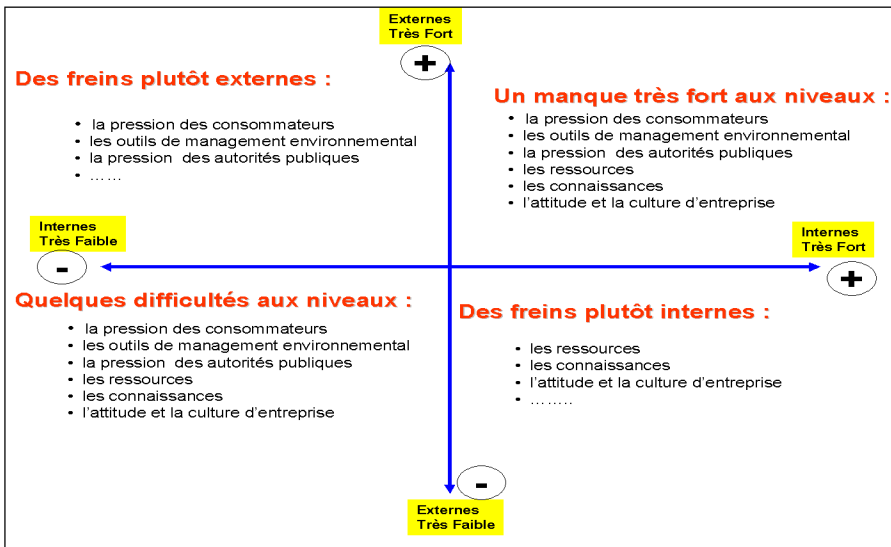 Externes
Très Fort
+
Des freins plutôt externes :
• la pression des consommateurs
• les outils de management environnemental
• la pression des autorités publiques
• ……
Un manque très fort aux niveaux :
• la pression des consommateurs
• les outils de management environnemental
• la pression des autorités publiques
• les ressources
• les connaissances
• l'attitude et la culture d'entreprise
Internes
Très Faible
-
Internes
Très Fort
+
Quelques difficultés aux niveaux :
• la pression des consommateurs
• les outils de management environnemental
• la pression des autorités publiques
• les ressources
• les connaissances
• l'attitude et la culture d'entreprise
Des freins plutôt internes :
• les ressources
• les connaissances
• l'attitude et la culture d'entreprise
• ……..
-
Externes
Très Faible